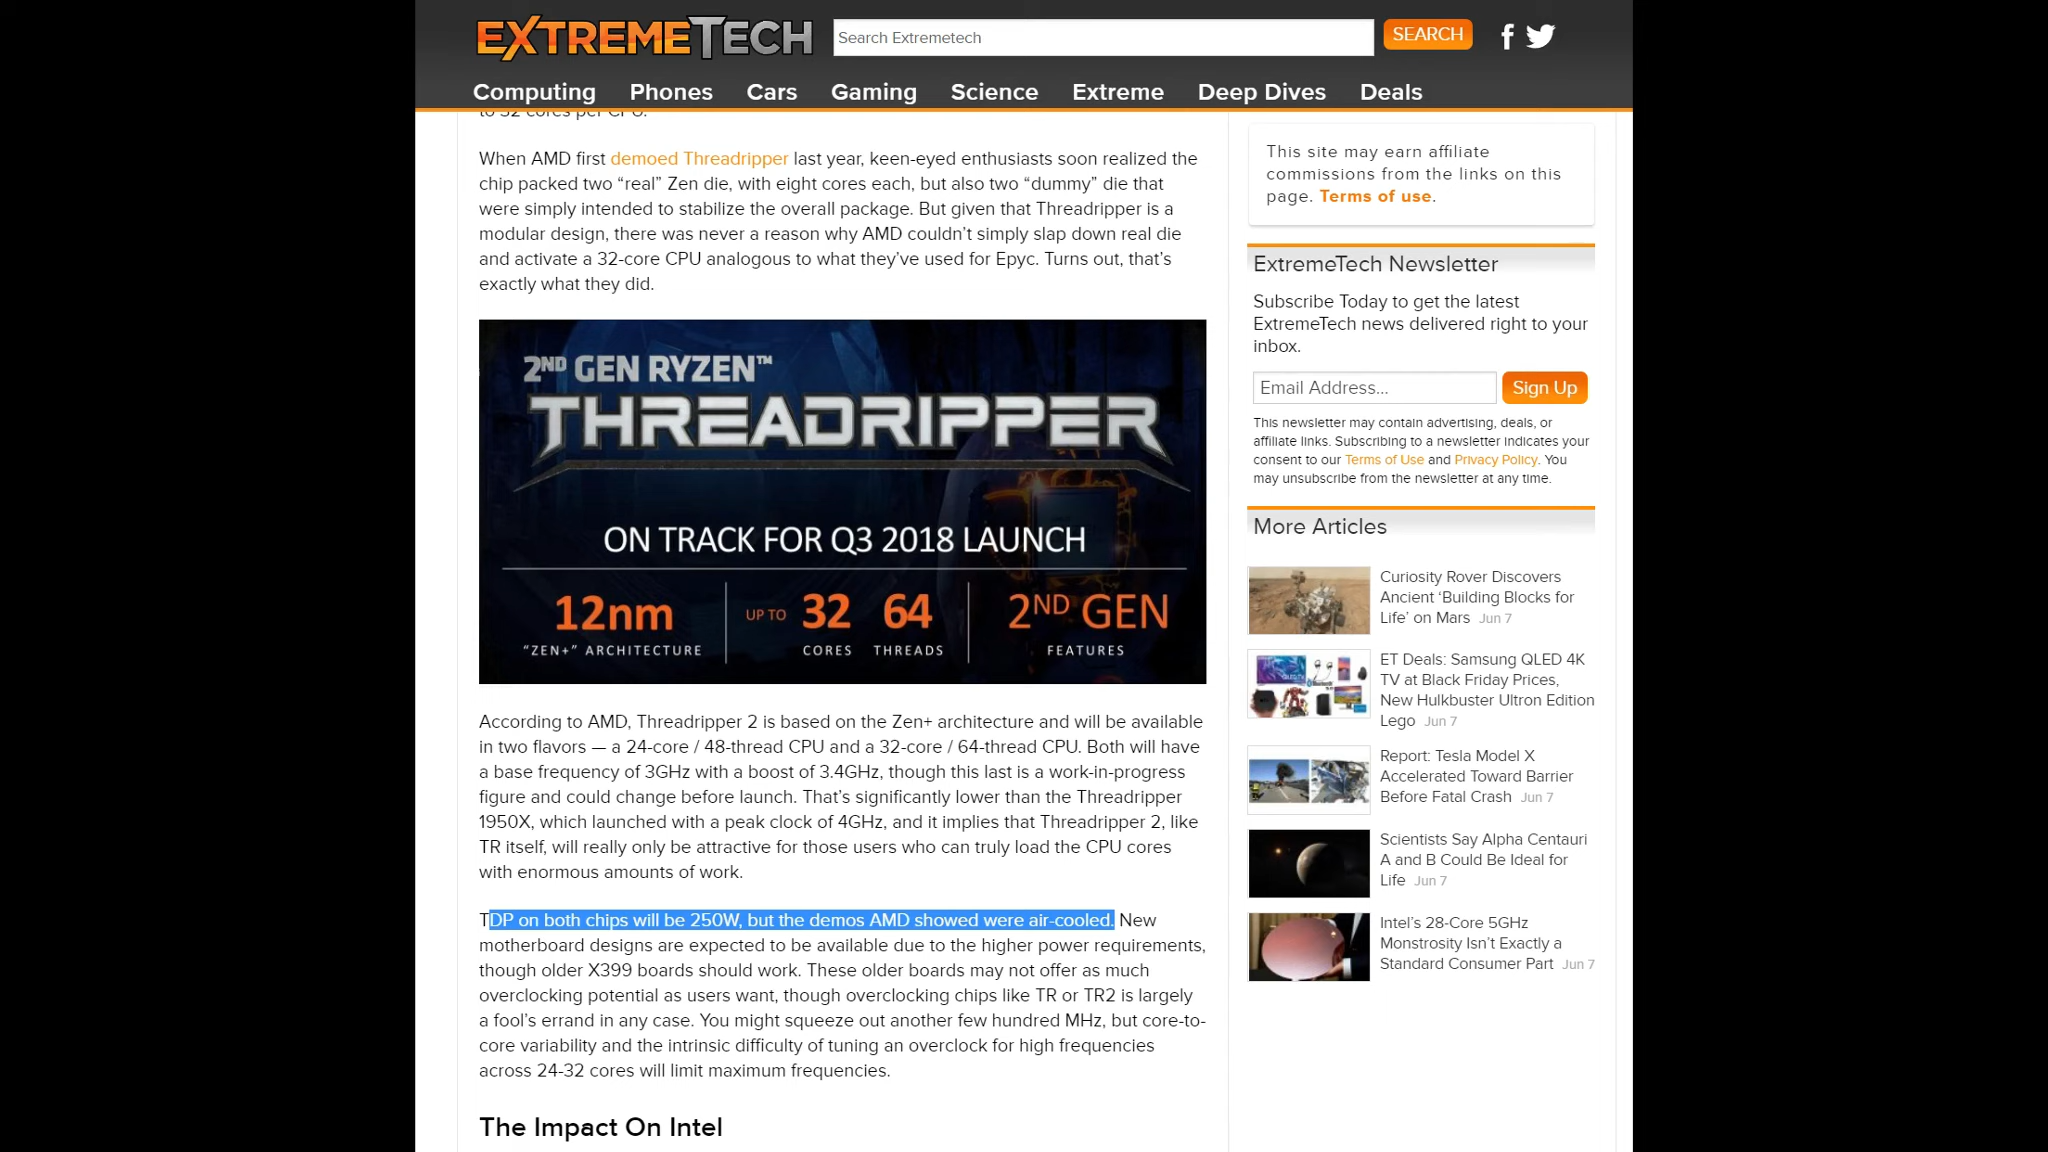 EXTREMETECH
Search Extremetech
SEARCH
Computing Phones Cars Gaming Science Extreme Deep Dives Deals
to 32 cores per CPU.
When AMD first demoed Threadripper last year, keen-eyed enthusiasts soon realized the
chip packed two “real” Zen die, with eight cores each, but also two “dummy” die that
were simply intended to stabilize the overall package. But given that Threadripper is a
modular design, there was never a reason why AMD couldn’t simply slap down real die
and activate a 32-core CPU analogous to what they’ve used for Epyc. Turns out, that’s
exactly what they did.
2ND GEN RYZEN™
THREADRIPPER
ON TRACK FOR Q3 2018 LAUNCH
12nm
“ZEN+” ARCHITECTURE
UP TO 32 64
CORES THREADS
2ND GEN
FEATURES
According to AMD, Threadripper 2 is based on the Zen+ architecture and will be available
in two flavors — a 24-core / 48-thread CPU and a 32-core / 64-thread CPU. Both will have
a base frequency of 3GHz with a boost of 3.4GHz, though this last is a work-in-progress
figure and could change before launch. That’s significantly lower than the Threadripper
1950X, which launched with a peak clock of 4GHz, and it implies that Threadripper 2, like
TR itself, will really only be attractive for those users who can truly load the CPU cores
with enormous amounts of work.
TDP on both chips will be 250W, but the demos AMD showed were air-cooled. New
motherboard designs are expected to be available due to the higher power requirements,
though older X399 boards should work. These older boards may not offer as much
overclocking potential as users want, though overclocking chips like TR or TR2 is largely
a fool’s errand in any case. You might squeeze out another few hundred MHz, but core-to-
core variability and the intrinsic difficulty of tuning an overclock for high frequencies
across 24-32 cores will limit maximum frequencies.
The Impact On Intel
This site may earn affiliate
commissions from the links on this
page. Terms of use.
ExtremeTech Newsletter
Subscribe Today to get the latest
ExtremeTech news delivered right to your
inbox.
Email Address...
Sign Up
This newsletter may contain advertising, deals, or
affiliate links. Subscribing to a newsletter indicates your
consent to our Terms of Use and Privacy Policy. You
may unsubscribe from the newsletter at any time.
More Articles
Curiosity Rover Discovers
Ancient ‘Building Blocks for
Life’ on Mars Jun 7
ET Deals: Samsung QLED 4K
TV at Black Friday Prices,
New Hulkbuster Ultron Edition
Lego Jun 7
Report: Tesla Model X
Accelerated Toward Barrier
Before Fatal Crash Jun 7
Scientists Say Alpha Centauri
A and B Could Be Ideal for
Life Jun 7
Intel’s 28-Core 5GHz
Monstrosity Isn’t Exactly a
Standard Consumer Part Jun 7